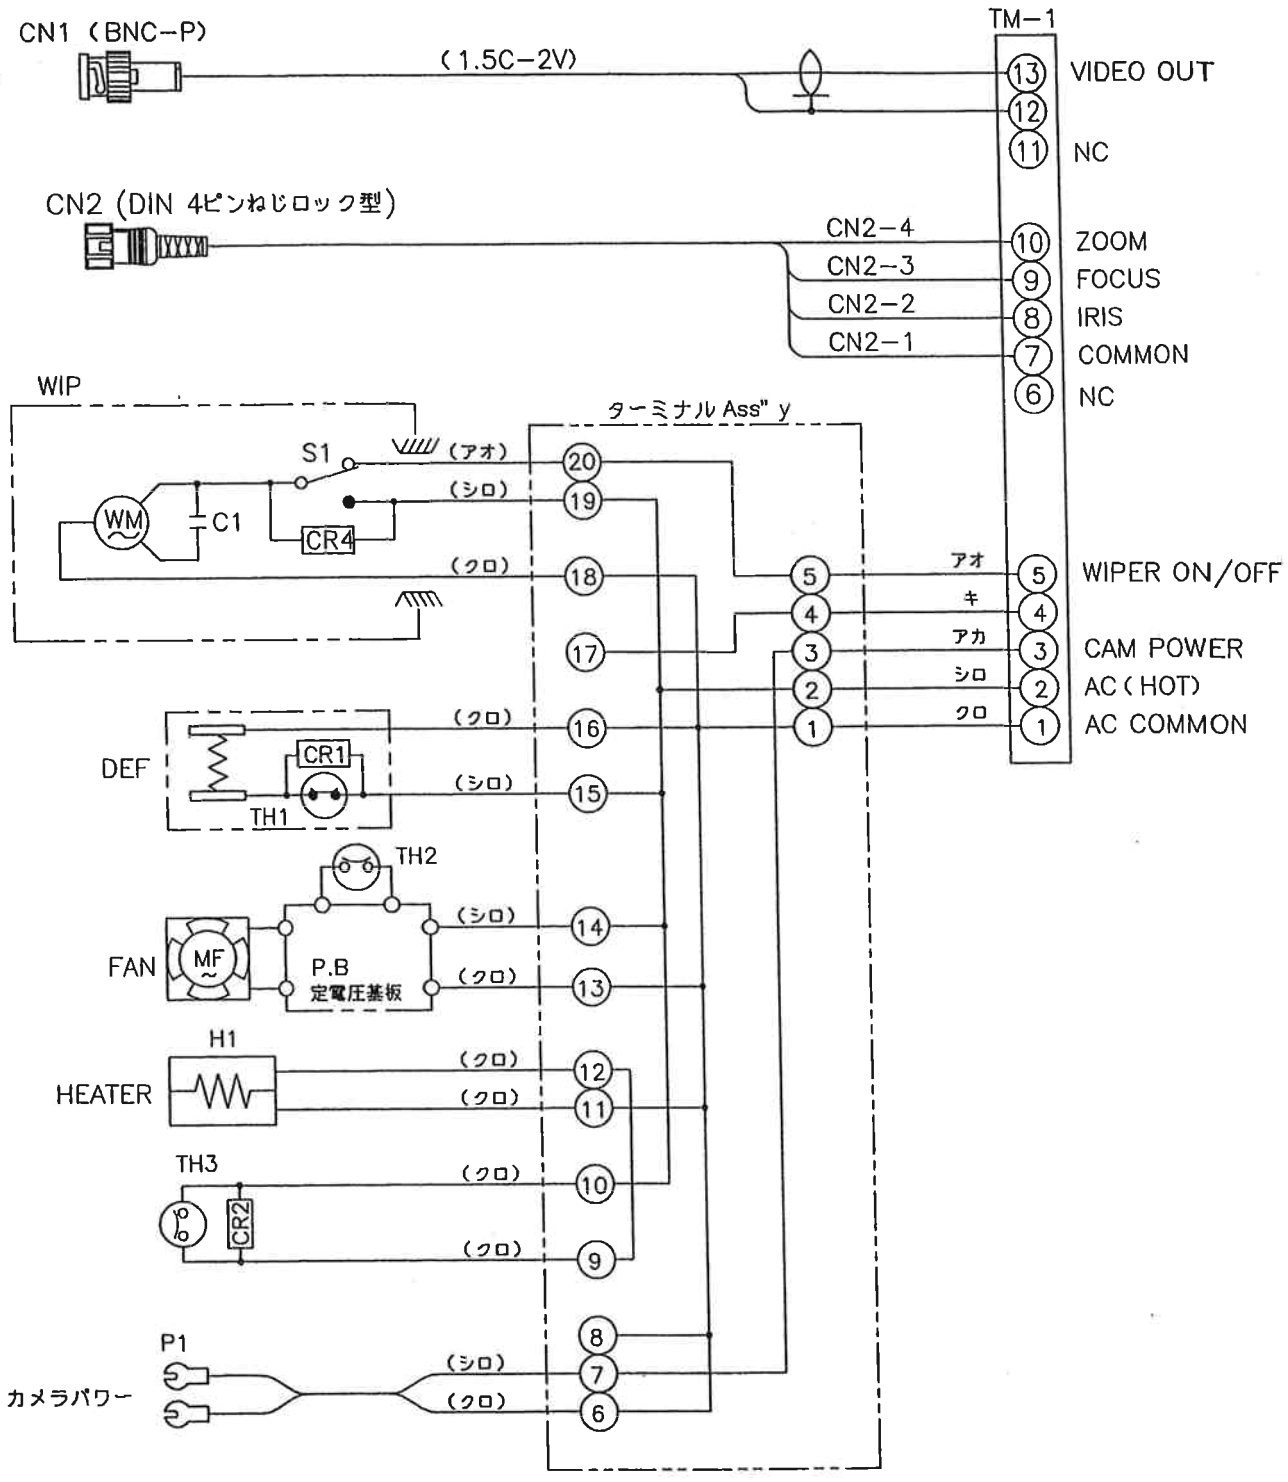 TM-1
CN1 (BNC-P)
(1.5C-2V)
13 VIDEO OUT
12
11 NC
CN2 (DIN 4ピンねじロック型)
CN2-4 10 ZOOM
CN2-3 9 FOCUS
CN2-2 8 IRIS
CN2-1 7 COMMON
6 NC
WIP
ターミナル Ass" y
S1 (アオ) 20
(シロ) 19
WM C1
CR4
(クロ) 18
5 アオ 5 WIPER ON/OFF
4 キ 4
17 3 アカ 3 CAM POWER
2 シロ 2 AC(HOT)
(クロ) 16 1 クロ 1 AC COMMON
DEF CR1
TH1 (シロ) 15
TH2
(シロ) 14
FAN MF P.B
定電圧基板
(クロ) 13
H1
HEATER (クロ) 12
(クロ) 11
TH3 (クロ) 10
CR2
(クロ) 9
8
P1 (シロ) 7
カメラパワー (クロ) 6